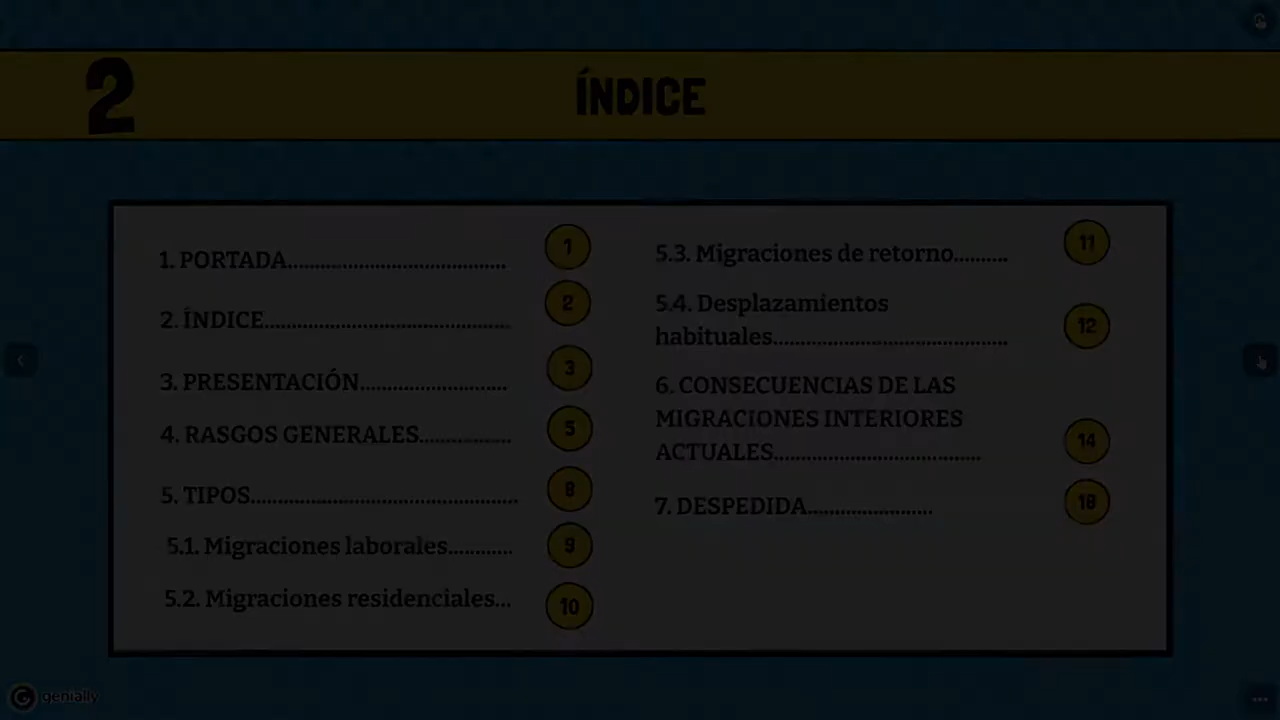 2
ÍNDICE
1. PORTADA........................................ 1
2. ÍNDICE............................................. 2
3. PRESENTACIÓN........................... 3
4. RASGOS GENERALES................. 5
5. TIPOS................................................. 8
5.1. Migraciones laborales............ 9
5.2. Migraciones residenciales... 10
5.3. Migraciones de retorno.......... 11
5.4. Desplazamientos
habituales........................................... 12
6. CONSECUENCIAS DE LAS
MIGRACIONES INTERIORES
ACTUALES...................................... 14
7. DESPEDIDA....................... 18
genially